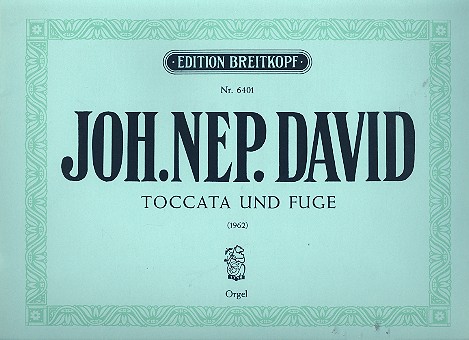 · EDITION BREITKOPF ·
Nr. 6401
JOH. NEP. DAVID
TOCCATA UND FUGE
(1962)
Orgel